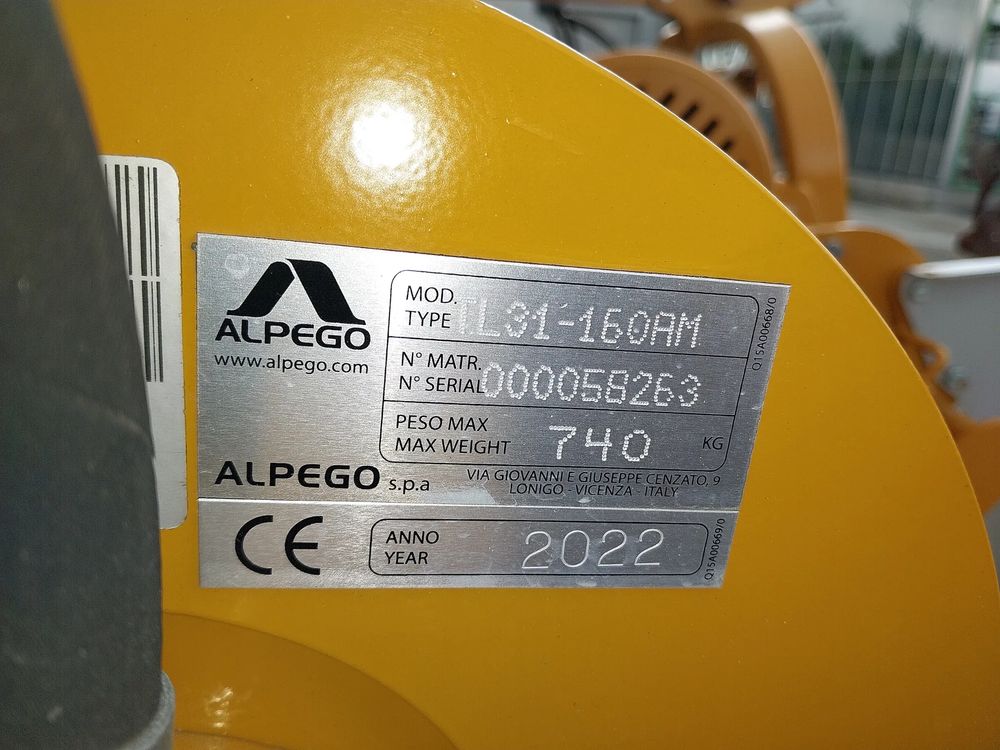 ALPEGO
www.alpego.com
MOD.
TYPE TL31-160AM
N° MATR.
N° SERIAL 000058263
PESO MAX
MAX WEIGHT 740 KG
ALPEGO s.p.a
VIA GIOVANNI E GIUSEPPE CENZATO, 9
LONIGO - VICENZA - ITALY
Q15A00668/0
CE
ANNO
YEAR 2022
Q15A00669/0